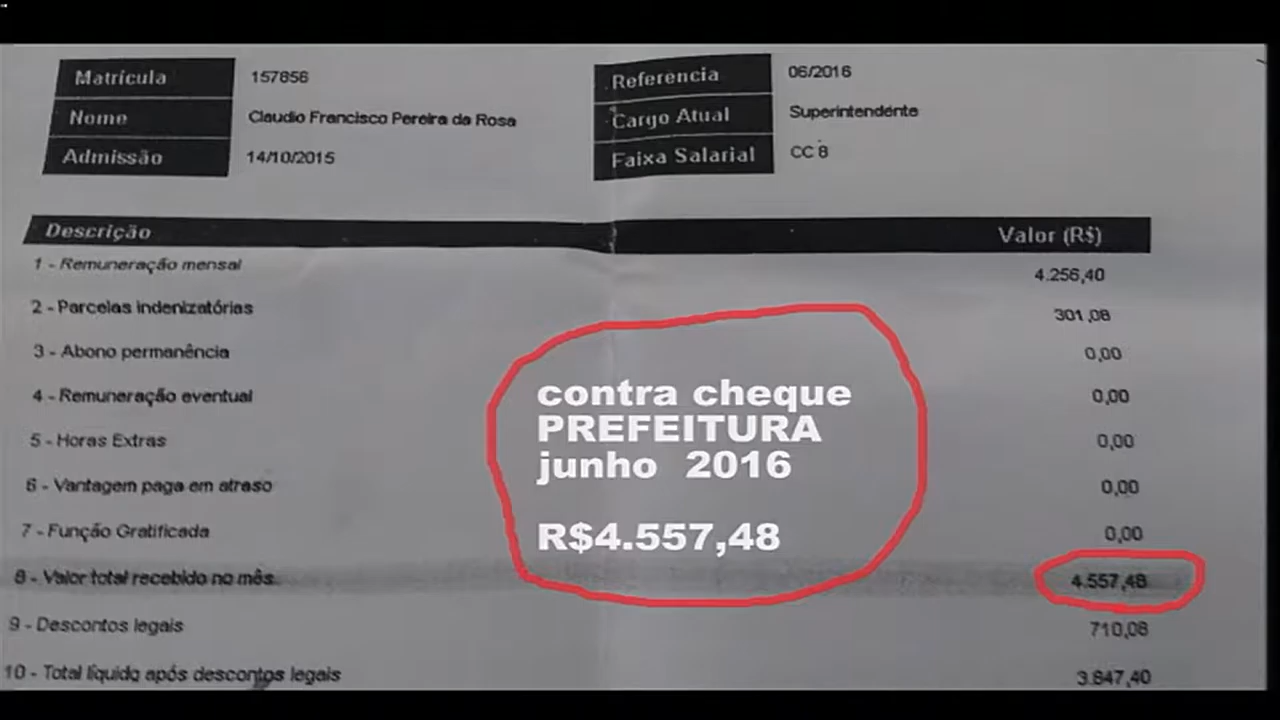 Matrícula 157856 Referência 06/2016
Nome Claudio Francisco Pereira da Rosa Cargo Atual Superintendente
Admissão 14/10/2015 Faixa Salarial CC 8
Descrição Valor (R$)
1 - Remuneração mensal 4.256,40
2 - Parcelas indenizatórias 301,08
3 - Abono permanência 0,00
4 - Remuneração eventual 0,00
5 - Horas Extras 0,00
6 - Vantagem paga em atraso 0,00
7 - Função Gratificada 0,00
8 - Valor total recebido no mês 4.557,48
9 - Descontos legais 710,08
10 - Total líquido após descontos legais 3.847,40
contra cheque
PREFEITURA
junho 2016
R$4.557,48